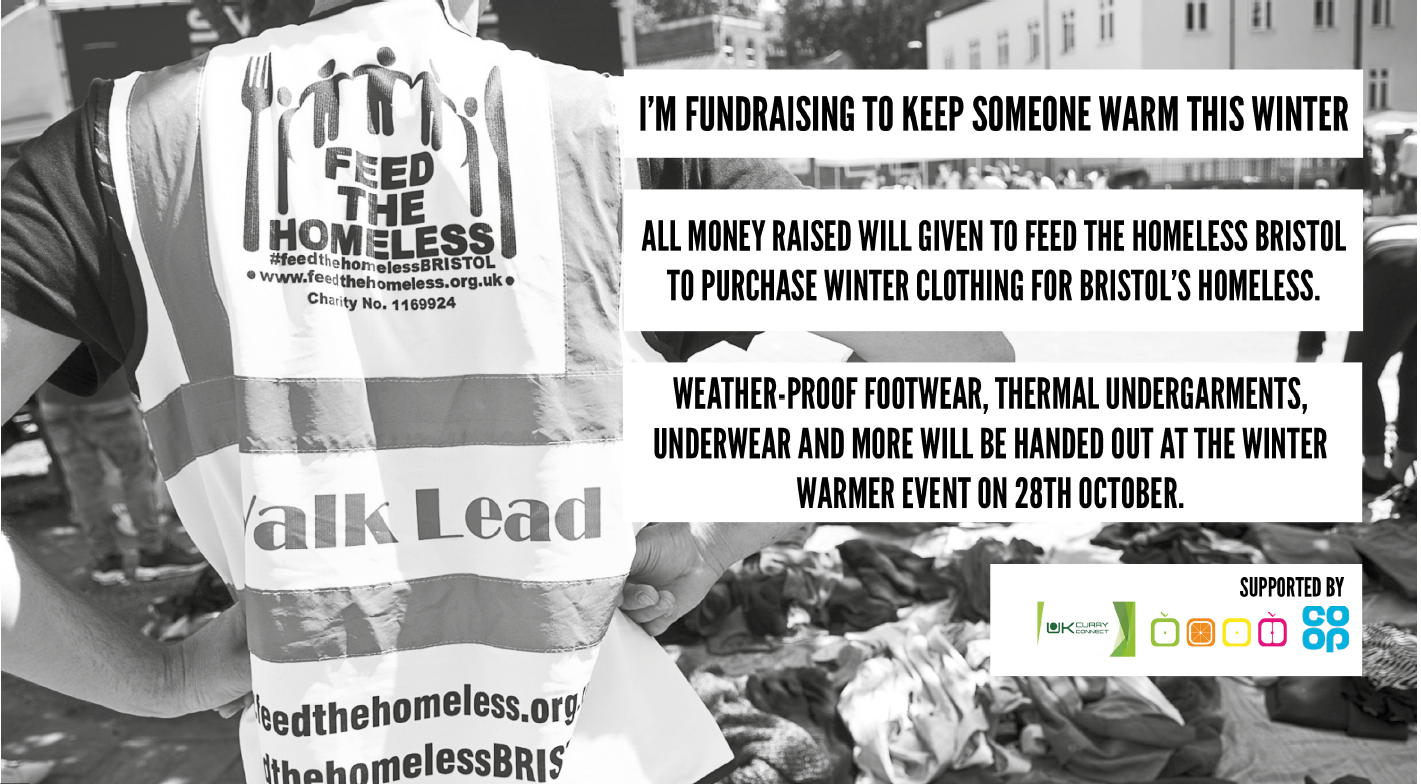 FEED
THE
HOMELESS
#feedthehomelessBRISTOL
• www.feedthehomeless.org.uk •
Charity No. 1169924
Walk Lead
feedthehomeless.org.
dthehomelessBRIS
I'M FUNDRAISING TO KEEP SOMEONE WARM THIS WINTER
ALL MONEY RAISED WILL GIVEN TO FEED THE HOMELESS BRISTOL
TO PURCHASE WINTER CLOTHING FOR BRISTOL'S HOMELESS.
WEATHER-PROOF FOOTWEAR, THERMAL UNDERGARMENTS,
UNDERWEAR AND MORE WILL BE HANDED OUT AT THE WINTER
WARMER EVENT ON 28TH OCTOBER.
SUPPORTED BY
UK CURRY
CONNECT
CO
OP